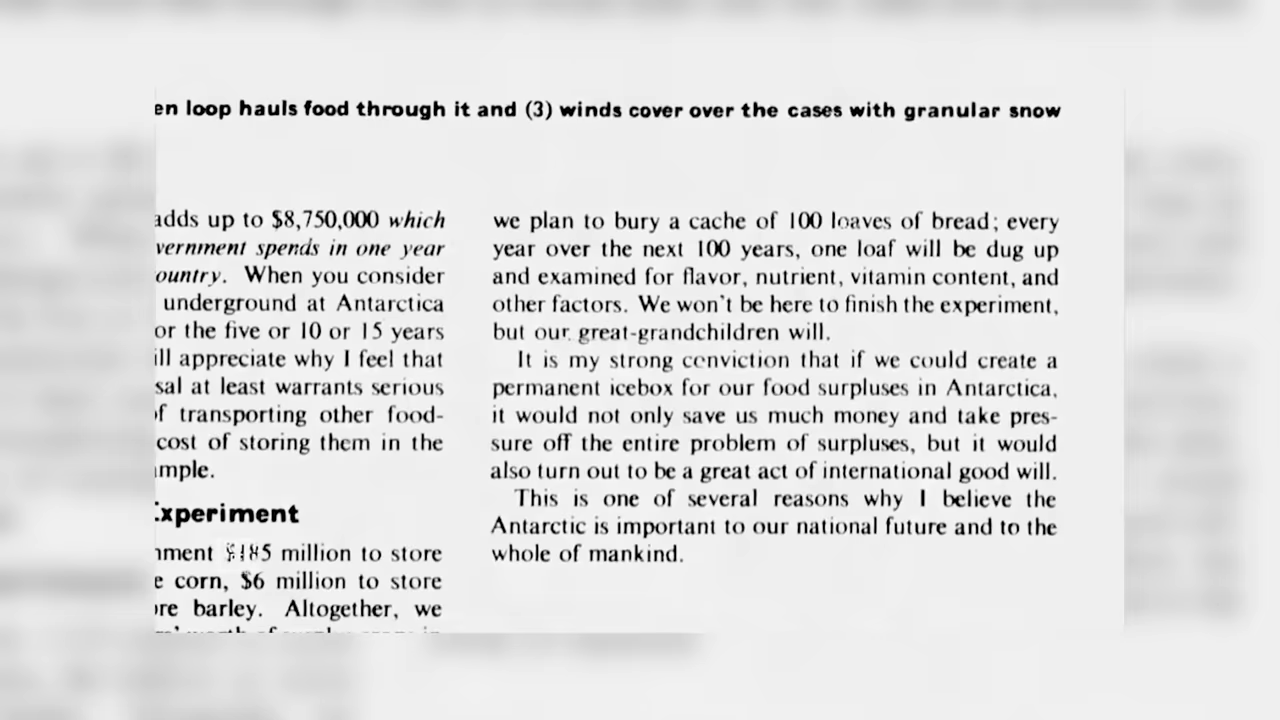 en loop hauls food through it and (3) winds cover over the cases with granular snow
adds up to $8,750,000 which
vernment spends in one year
ountry. When you consider
underground at Antarctica
or the five or 10 or 15 years
ill appreciate why I feel that
sal at least warrants serious
of transporting other food-
cost of storing them in the
ample.
Experiment
nment million to store
e corn, $6 million to store
ore barley. Altogether, we
we plan to bury a cache of 100 loaves of bread; every
year over the next 100 years, one loaf will be dug up
and examined for flavor, nutrient, vitamin content, and
other factors. We won't be here to finish the experiment,
but our great-grandchildren will.
It is my strong conviction that if we could create a
permanent icebox for our food surpluses in Antarctica,
it would not only save us much money and take pres-
sure off the entire problem of surpluses, but it would
also turn out to be a great act of international good will.
This is one of several reasons why I believe the
Antarctic is important to our national future and to the
whole of mankind.